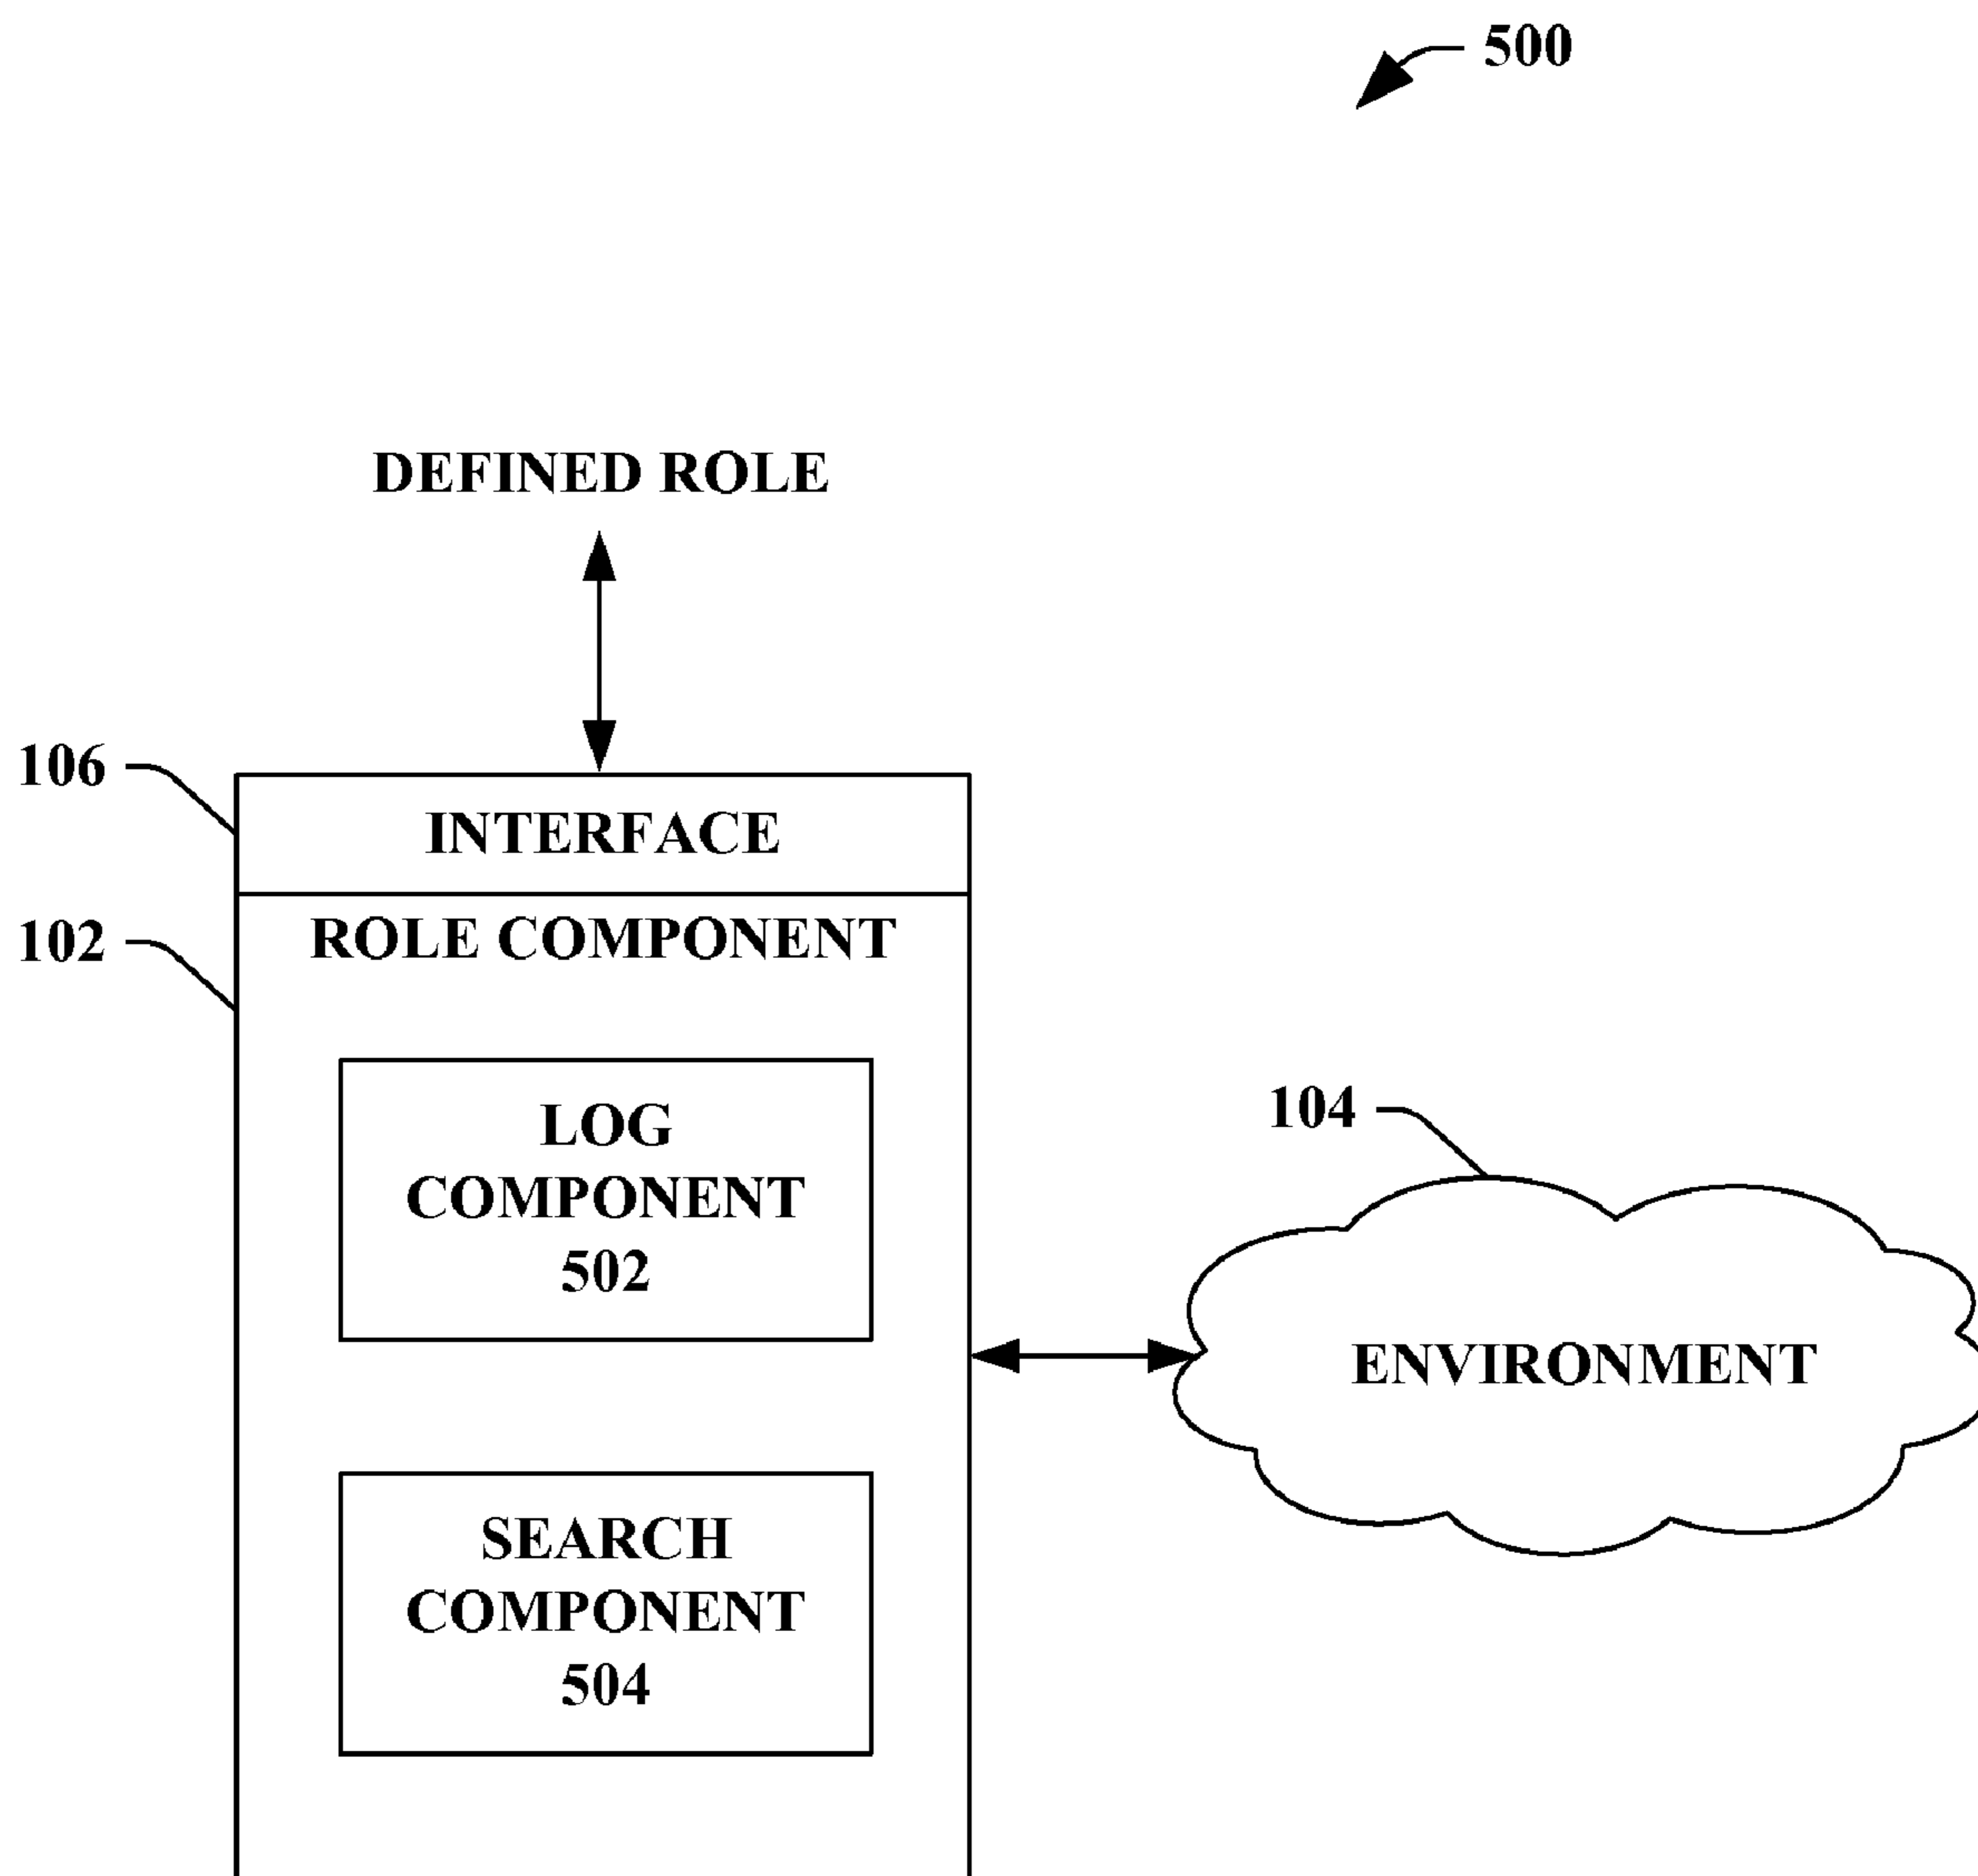 500
DEFINED ROLE
106
INTERFACE
102
ROLE COMPONENT
LOG
COMPONENT
502
104
ENVIRONMENT
SEARCH
COMPONENT
504